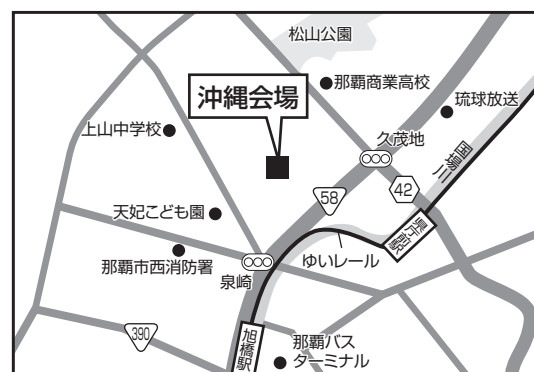 松山公園
那覇商業高校
沖縄会場
琉球放送
上山中学校
久茂地
国場川
58
42
天妃こども園
県庁前駅
那覇市西消防署
ゆいレール
泉崎
390
旭橋駅
那覇バス
ターミナル